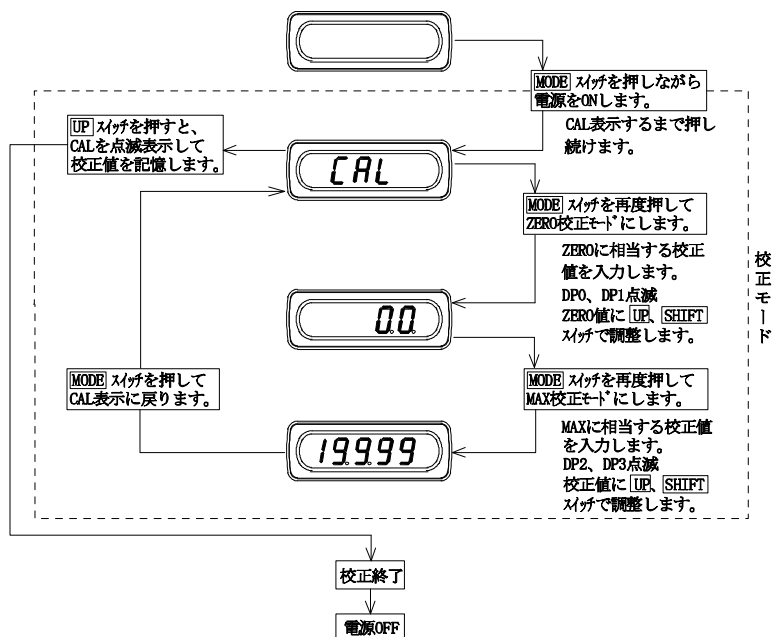 MODE スイッチを押しながら
電源をONします。
CAL表示するまで押し
続けます。
UP スイッチを押すと、
CALを点滅表示して
校正値を記憶します。
CAL
MODE スイッチを再度押して
ZERO校正モードにします。
ZEROに相当する校正
値を入力します。
DP0、DP1点滅
ZERO値に UP、SHIFT
スイッチで調整します。
校正モード
0.0.
MODE スイッチを押して
CAL表示に戻ります。
MODE スイッチを再度押して
MAX校正モードにします。
19.9.99
MAXに相当する校正値
を入力します。
DP2、DP3点滅
校正値に UP、SHIFT
スイッチで調整します。
校正終了
電源OFF